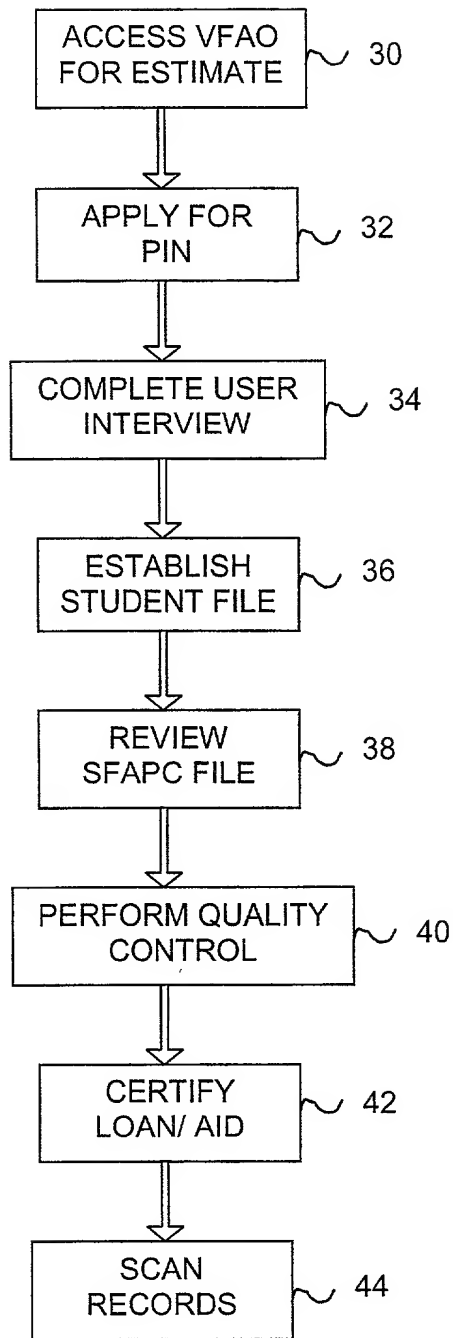 ACCESS VFAO
FOR ESTIMATE
30
APPLY FOR
PIN
32
COMPLETE USER
INTERVIEW
34
ESTABLISH
STUDENT FILE
36
REVIEW
SFAPC FILE
38
PERFORM QUALITY
CONTROL
40
CERTIFY
LOAN/ AID
42
SCAN
RECORDS
44